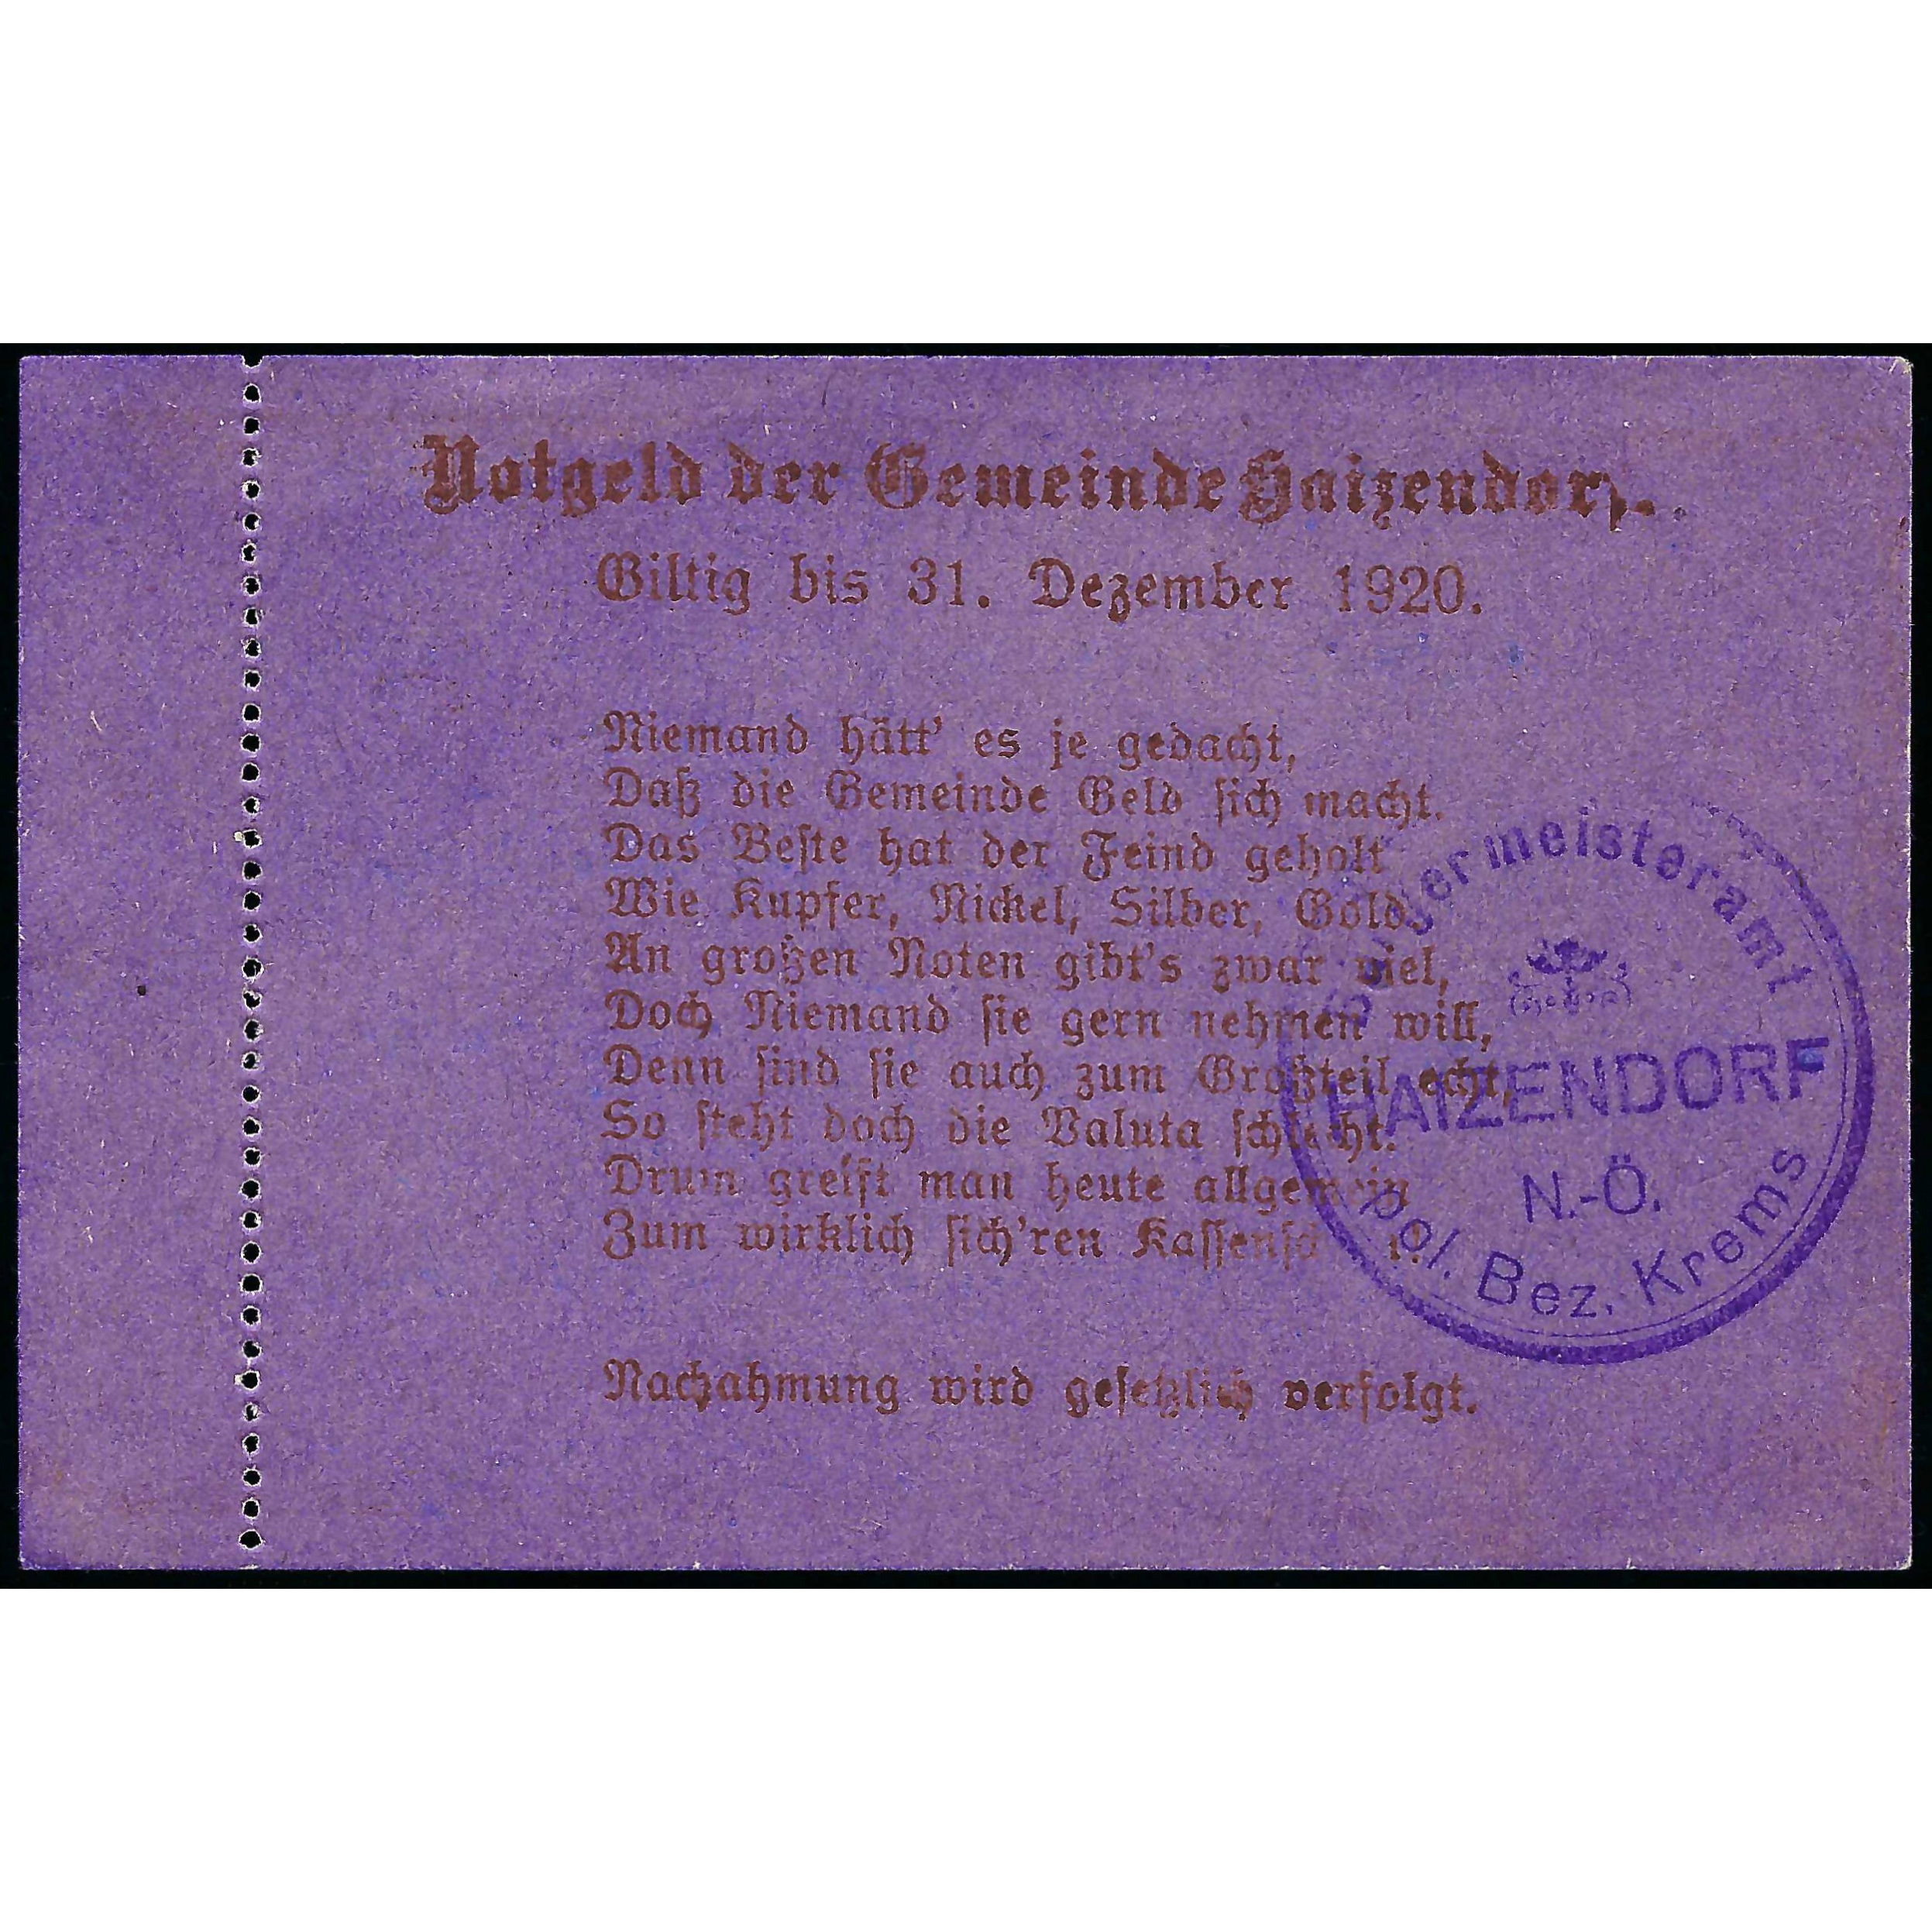 Notgeld der Gemeinde Haizendorf.
Giltig bis 31. Dezember 1920.
Niemand hätt' es je gedacht,
Daß die Gemeinde Geld sich macht.
Das Beste hat der Feind geholt
Wie Kupfer, Nickel, Silber, Gold.
An großen Noten gibt's zwar viel,
Doch Niemand sie gern nehmen will,
Denn sind sie auch zum Großteil echt,
So steht doch die Valuta schlecht.
Drum greift man heute allgemein
Zum wirklich sich'ren
Nachahmung wird gesetzlich verfolgt.
Bürgermeisteramt
HAIZENDORF
N.-Ö.
pol. Bez. Krems